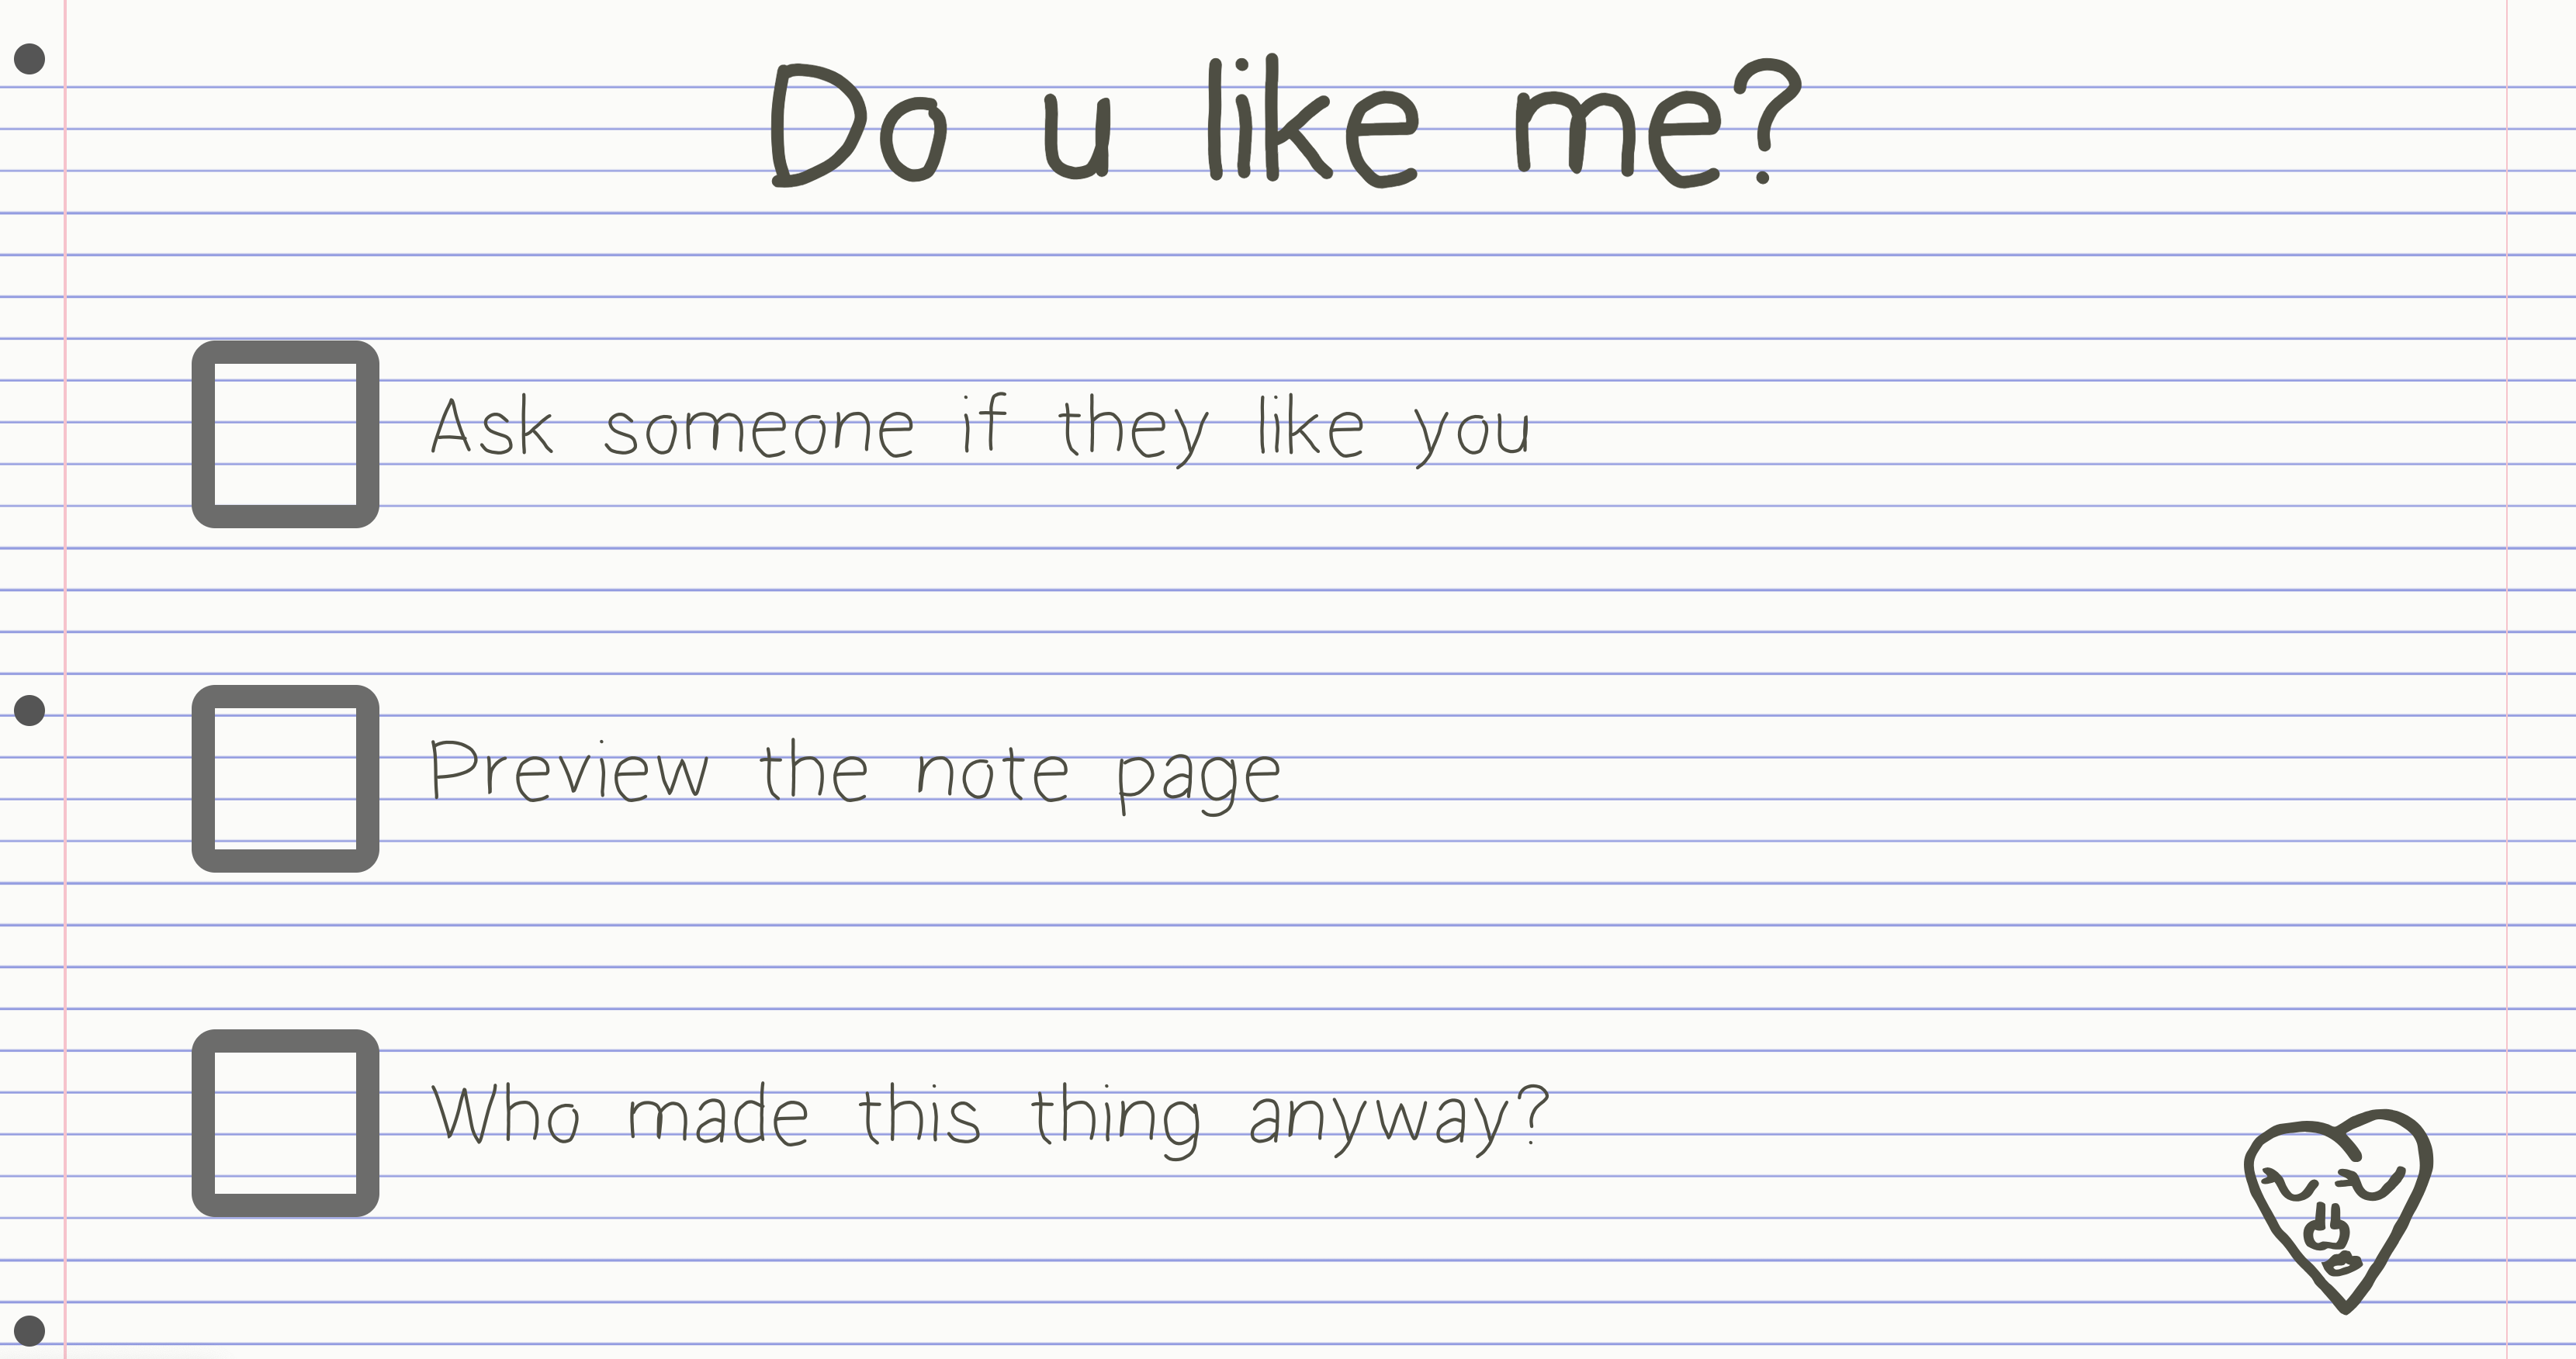 Do u like me?
Ask someone if they like you
Preview the note page
Who made this thing anyway?